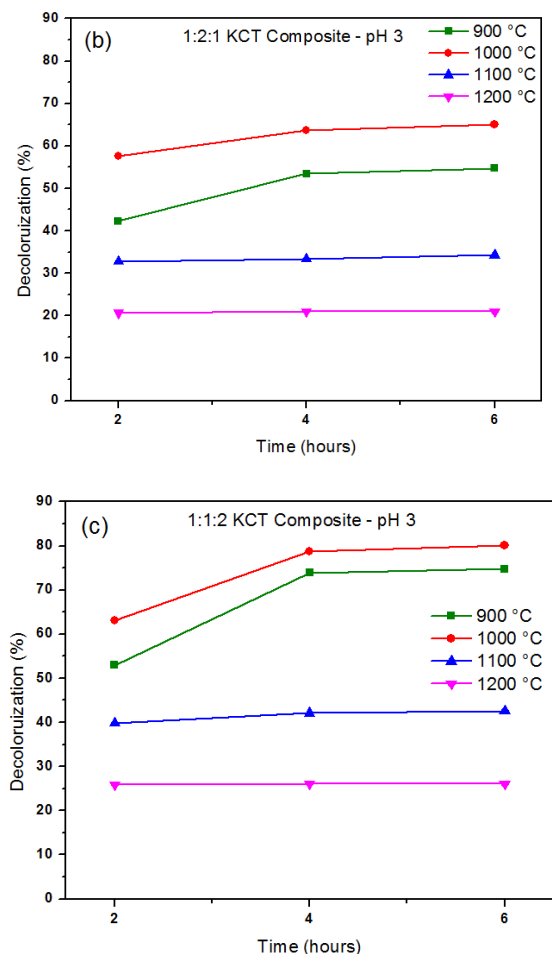 (b)
1:2:1 KCT Composite - pH 3
900 °C
1000 °C
1100 °C
1200 °C
Decoloruization (%)
90
80
70
60
50
40
30
20
10
0
2
4
6
Time (hours)
(c)
1:1:2 KCT Composite - pH 3
900 °C
1000 °C
1100 °C
1200 °C
Decoloruization (%)
90
80
70
60
50
40
30
20
10
0
2
4
6
Time (hours)